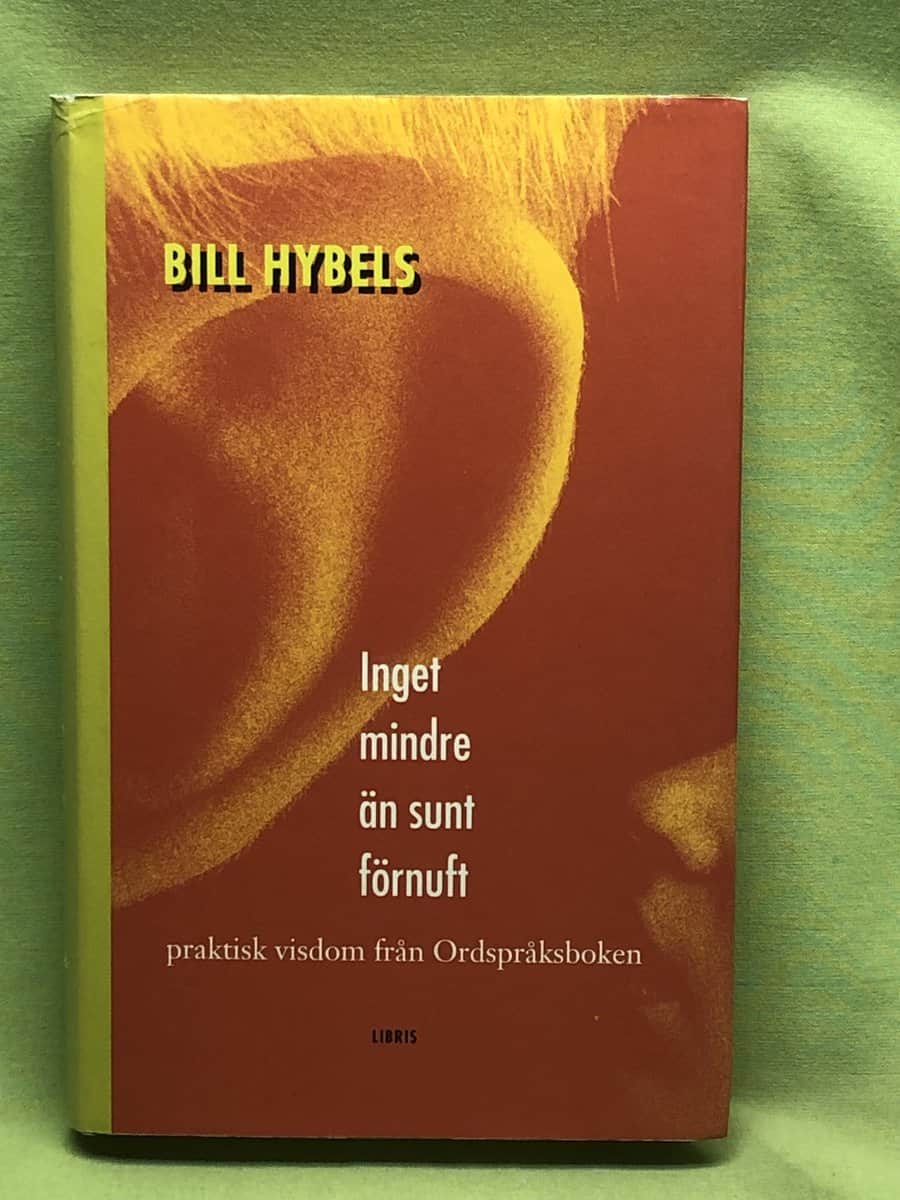 BILL HYBELS
Inget
mindre
än sunt
förnuft
praktisk visdom från Ordspråksboken
LIBRIS